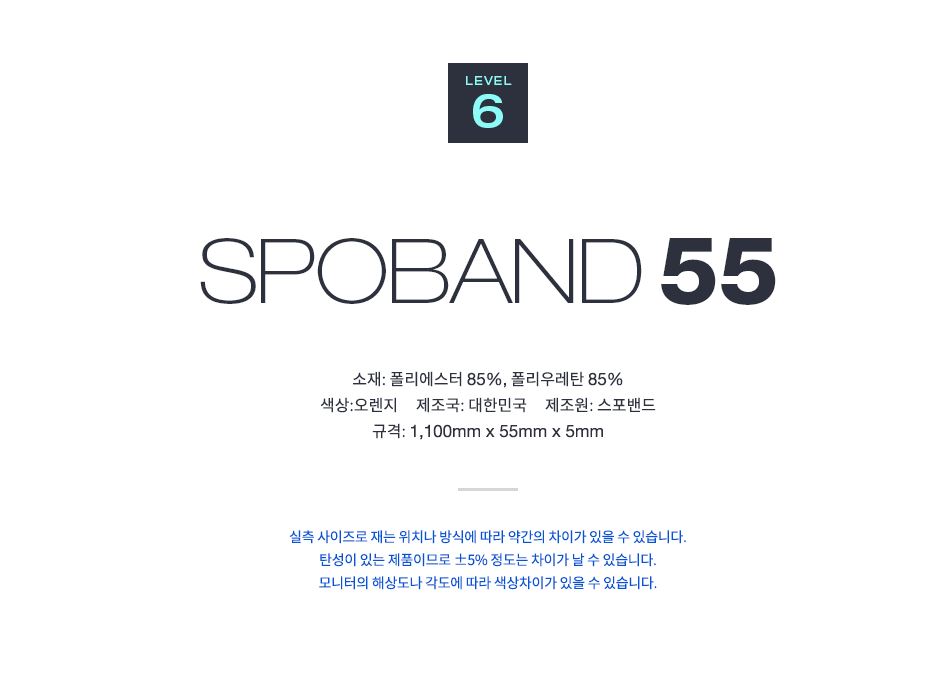 LEVEL
6
SPOBAND 55
소재: 폴리에스터 85%, 폴리우레탄 85%
색상:오렌지 제조국: 대한민국 제조원: 스포밴드
규격: 1,100mm x 55mm x 5mm
실측 사이즈로 재는 위치나 방식에 따라 약간의 차이가 있을 수 있습니다.
탄성이 있는 제품이므로 ±5% 정도는 차이가 날 수 있습니다.
모니터의 해상도나 각도에 따라 색상차이가 있을 수 있습니다.